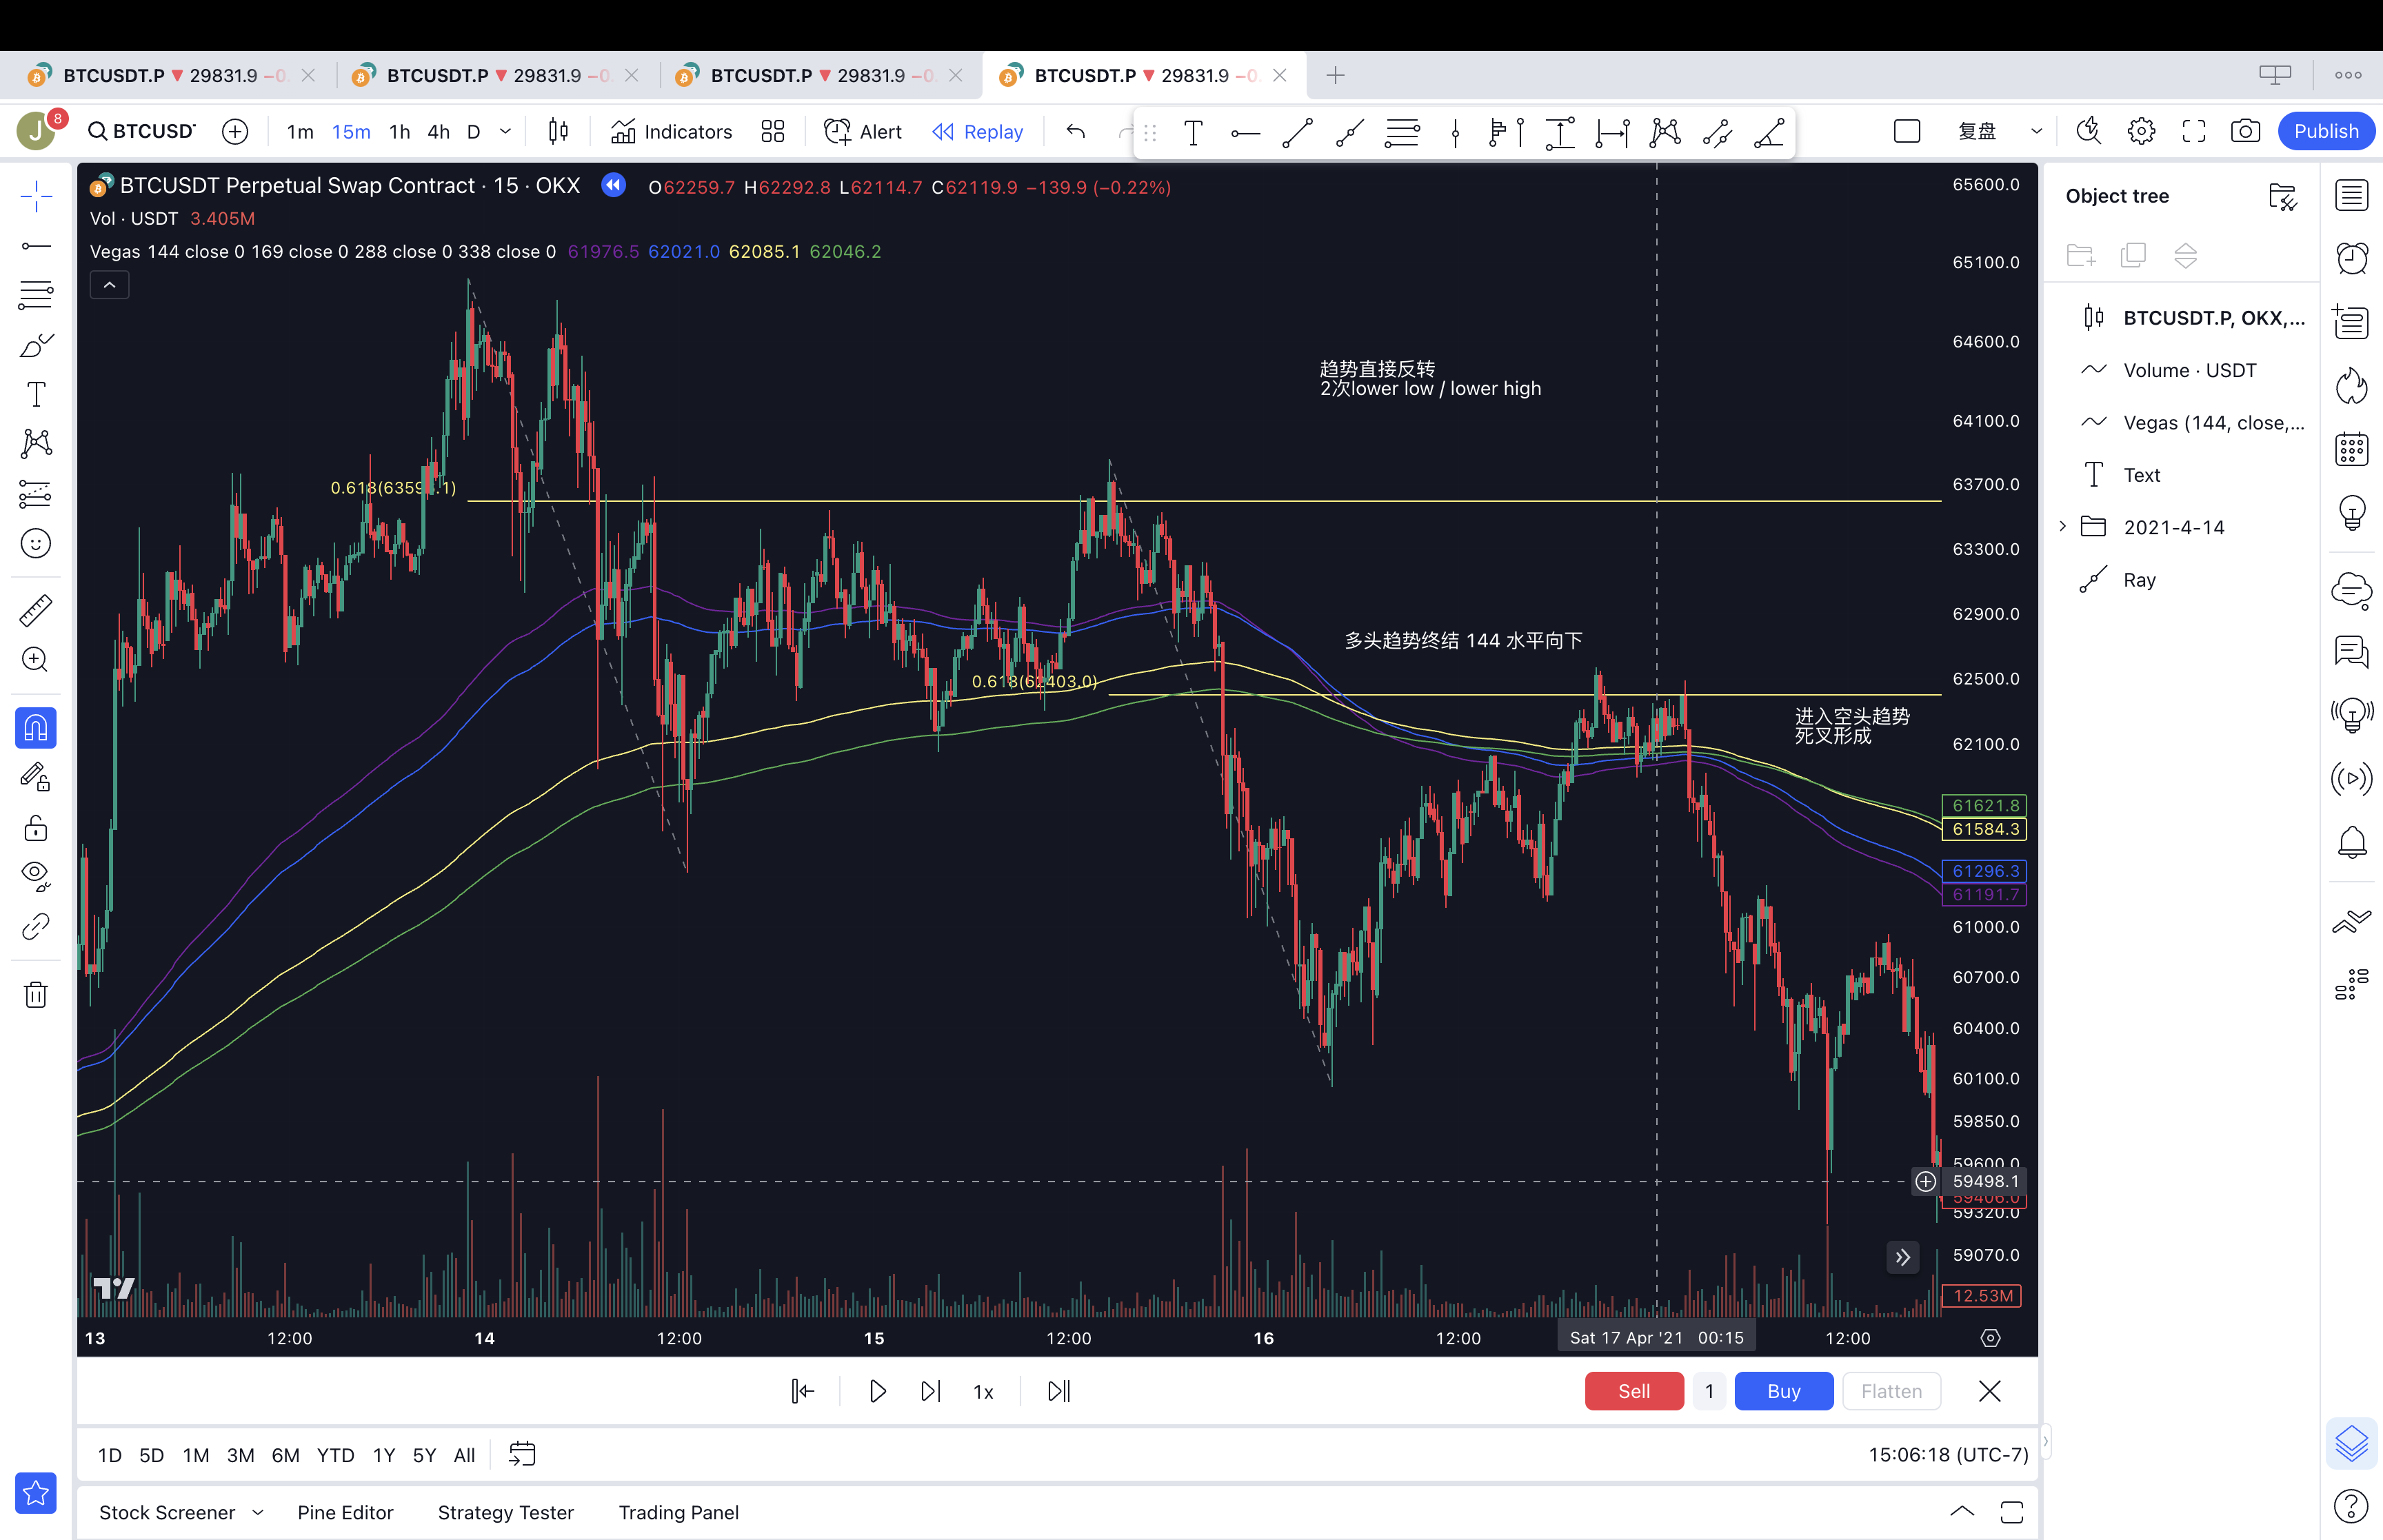 BTCUSDT.P ▼ 29831.9 −0. BTCUSDT.P ▼ 29831.9 −0. BTCUSDT.P ▼ 29831.9 −0. BTCUSDT.P ▼ 29831.9 −0.
J 8 BTCUSD 1m 15m 1h 4h D Indicators Alert Replay 复盘 Publish
BTCUSDT Perpetual Swap Contract · 15 · OKX O62259.7 H62292.8 L62114.7 C62119.9 −139.9 (−0.22%)
Vol · USDT 3.405M
Vegas 144 close 0 169 close 0 288 close 0 338 close 0 61976.5 62021.0 62085.1 62046.2
趋势直接反转
2次lower low / lower high
0.618(6359 .1)
多头趋势终结 144 水平向下
0.618(62403.0)
进入空头趋势
死叉形成
65600.0
65100.0
64600.0
64100.0
63700.0
63300.0
62900.0
62500.0
62100.0
61621.8
61584.3
61296.3
61191.7
61000.0
60700.0
60400.0
60100.0
59850.0
59600.0
59498.1
59406.0
59320.0
59070.0
12.53M
13 12:00 14 12:00 15 12:00 16 12:00 Sat 17 Apr '21 00:15 12:00
Object tree
BTCUSDT.P, OKX,...
Volume · USDT
Vegas (144, close,...
Text
2021-4-14
Ray
1x Sell 1 Buy Flatten
1D 5D 1M 3M 6M YTD 1Y 5Y All 15:06:18 (UTC-7)
Stock Screener Pine Editor Strategy Tester Trading Panel